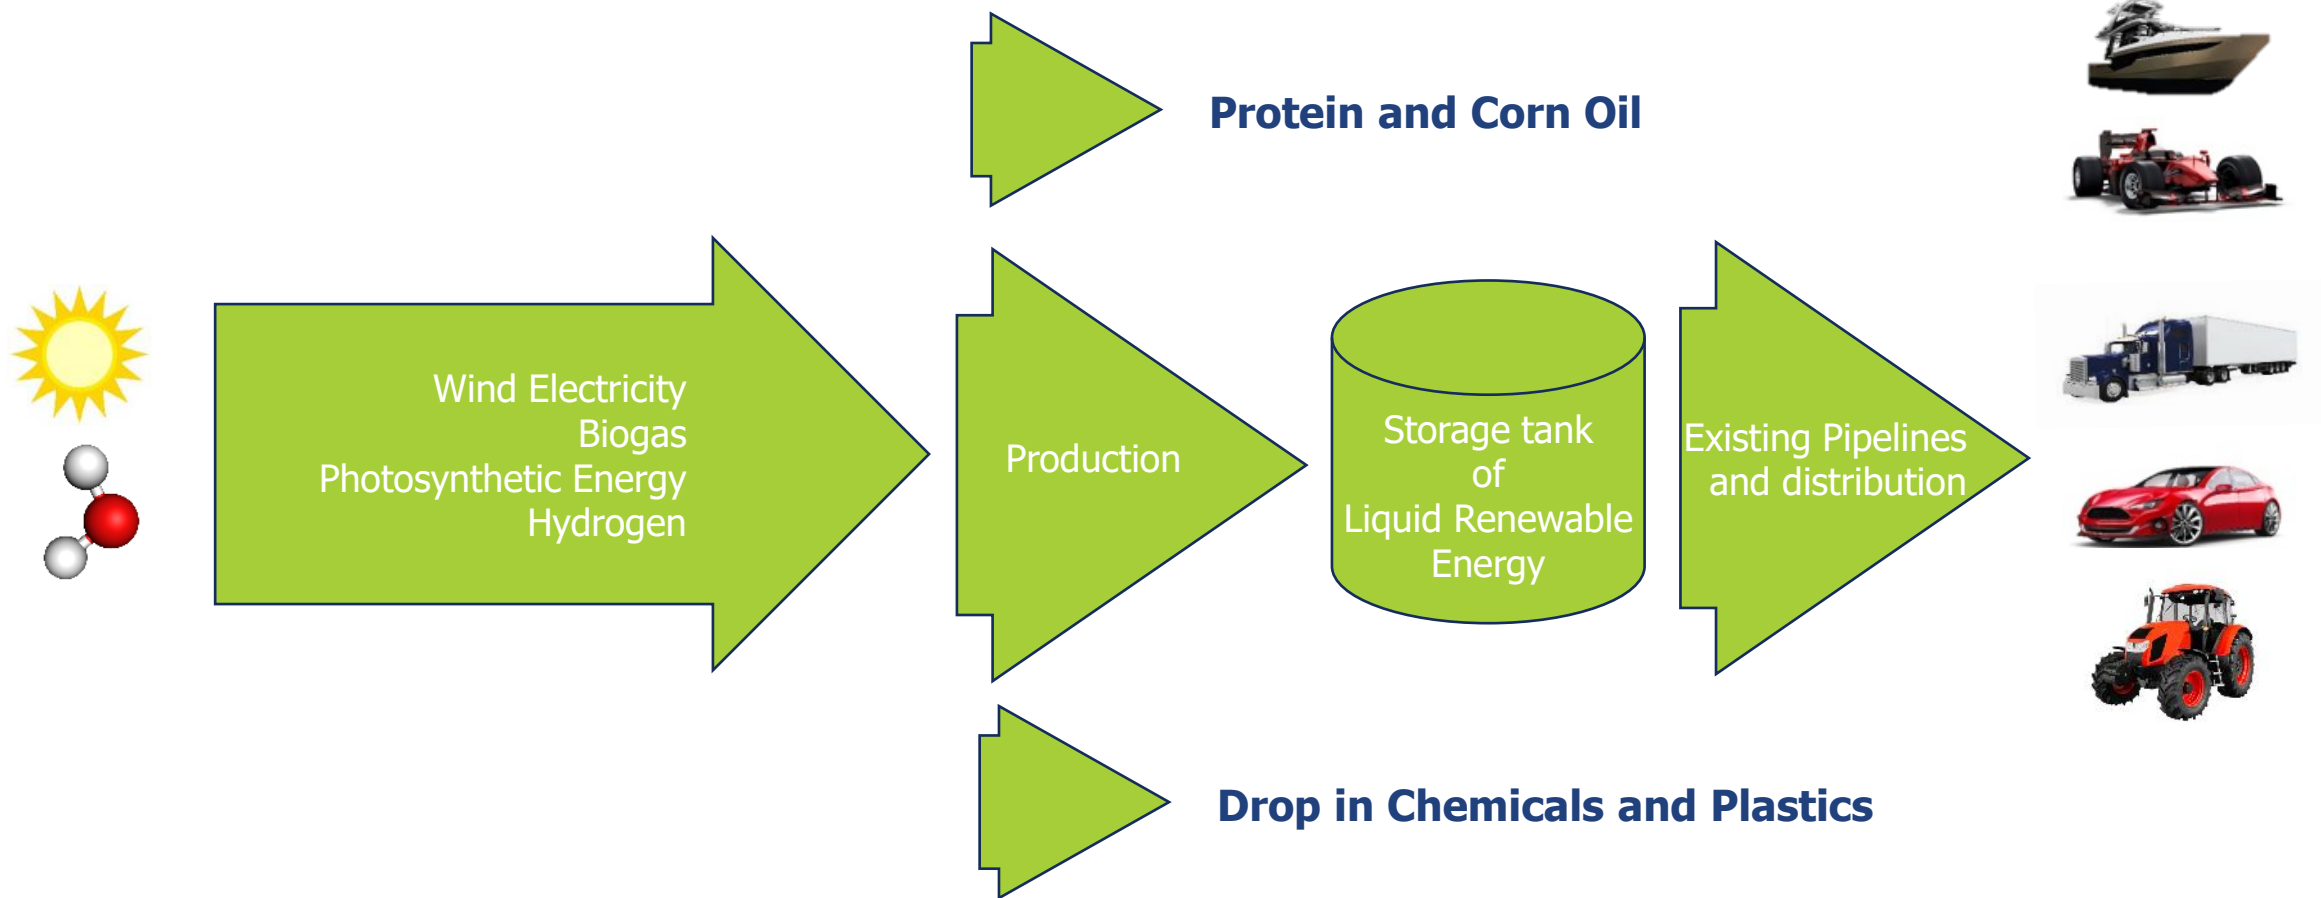 Protein and Corn Oil
Wind Electricity
Biogas
Photosynthetic Energy
Hydrogen
Production
Storage tank
of
Liquid Renewable
Energy
Existing Pipelines
and distribution
Drop in Chemicals and Plastics